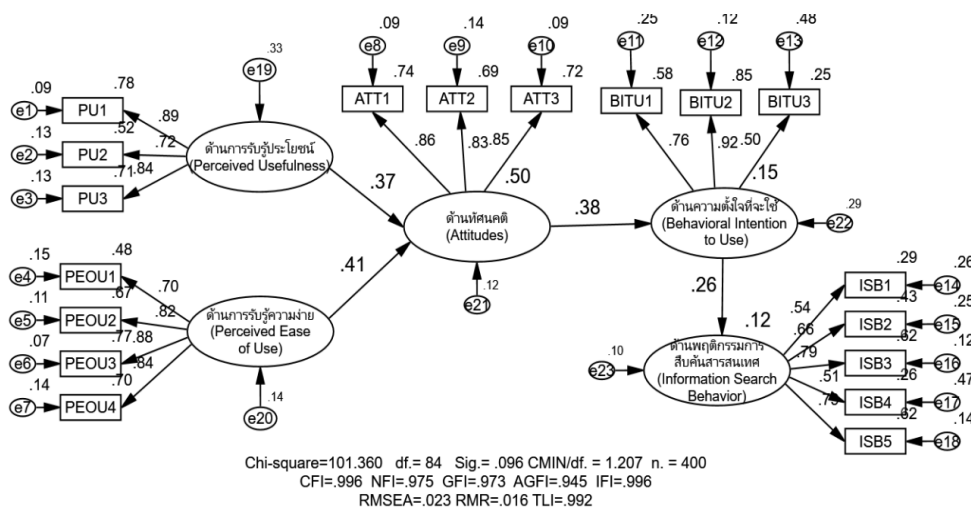 .09 .14 .09 .25 .12 .48
.33 e8 e9 e10 e11 e12 e13
e19 .74 .69 .72 .58 .85 .25
.09 .78 ATT1 ATT2 ATT3 BITU1 BITU2 BITU3
e1 PU1 .89
.13 .52 .72 .86 .83 .85 .76 .92 .50
e2 PU2 ด้านการรับรู้ประโยชน์
(Perceived Usefulness)
.13 .71 .84 .50 .15
e3 PU3 .37
ด้านทัศนคติ
(Attitudes)
.38
ด้านความตั้งใจที่จะใช้
(Behavioral Intention
to Use)
.29
e22
.15 .48 .41 .12 .29 .26
e4 PEOU1 .70 e21 .26 ISB1 e14
.11 .67 .82 .54 .43 .25
e5 PEOU2 ด้านการรับรู้ความง่าย
(Perceived Ease
of Use)
.12 .66 ISB2 e15
.07 .77 .88 .79 .62 .12
e6 PEOU3 .84 ด้านพฤติกรรมการ
สืบค้นสารสนเทศ
(Information Search
Behavior)
ISB3 e16
.10
e23
.14 .70 .14 .51 .26 .47
e7 PEOU4 e20 ISB4 e17
.62 .14
ISB5 e18
Chi-square=101.360 df.= 84 Sig.= .096 CMIN/df. = 1.207 n. = 400
CFI=.996 NFI=.975 GFI=.973 AGFI=.945 IFI=.996
RMSEA=.023 RMR=.016 TLI=.992